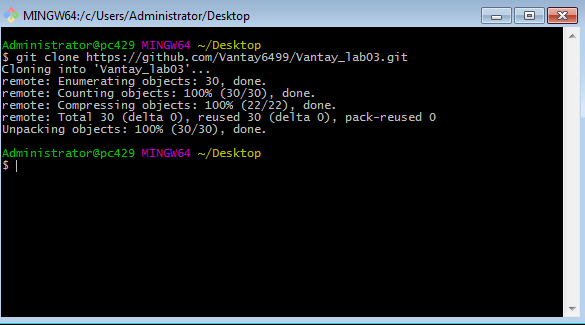 MINGW64:/c/Users/Administrator/Desktop
Administrator@pc429 MINGW64 ~/Desktop
$ git clone https://github.com/Vantay6499/Vantay_lab03.git
Cloning into 'Vantay_lab03'...
remote: Enumerating objects: 30, done.
remote: Counting objects: 100% (30/30), done.
remote: Compressing objects: 100% (22/22), done.
remote: Total 30 (delta 0), reused 30 (delta 0), pack-reused 0
Unpacking objects: 100% (30/30), done.
Administrator@pc429 MINGW64 ~/Desktop
$